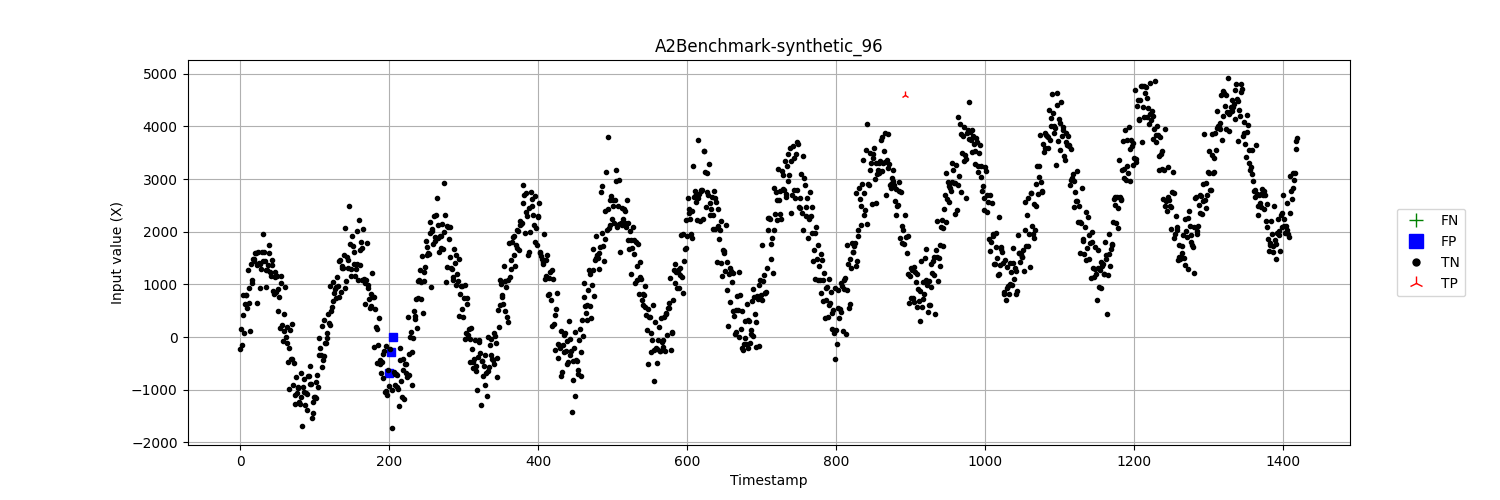 A2Benchmark-synthetic_96
5000
4000
3000
2000
1000
0
−1000
−2000
Input value (X)
0
200
400
600
800
1000
1200
1400
Timestamp
FN
FP
TN
TP